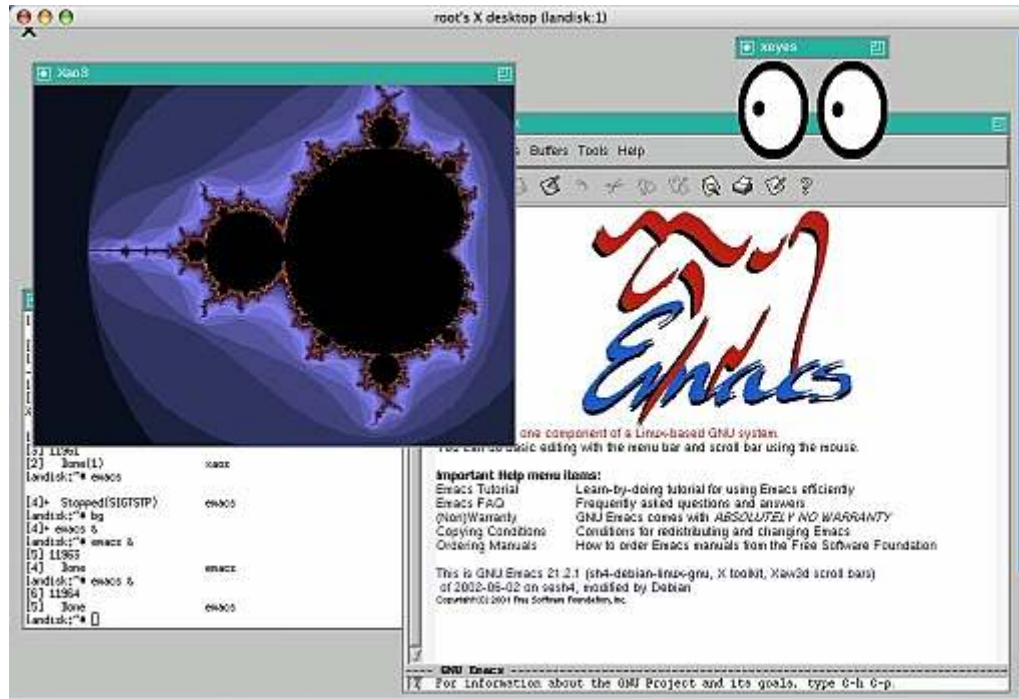 root's X desktop (landisk:1)
xeyes
XaoS
Buffers Tools Help
Emacs
one component of a Linux-based GNU system.
You can do basic editing with the menu bar and scroll bar using the mouse.
Important Help menu items:
Emacs Tutorial Learn-by-doing tutorial for using Emacs efficiently
Emacs FAQ Frequently asked questions and answers
(Non)Warranty GNU Emacs comes with ABSOLUTELY NO WARRANTY
Copying Conditions Conditions for redistributing and changing Emacs
Ordering Manuals How to order Emacs manuals from the Free Software Foundation
This is GNU Emacs 21.2.1 (sh4-debian-linux-gnu, X toolkit, Xaw3d scroll bars)
of 2002-06-02 on sesh4, modified by Debian
Copyright (C) 2001 Free Software Foundation, Inc.
GNU Emacs
For information about the GNU Project and its goals, type C-h C-p.
[3] 11961
[2] Done(1) xaos
landisk:~# emacs
[4]+ Stopped(SIGTSTP) emacs
landisk:~# bg
[4]+ emacs &
landisk:~# emacs &
[5] 11963
[4] Done emacs
landisk:~# emacs &
[6] 11964
[5] Done emacs
landisk:~#